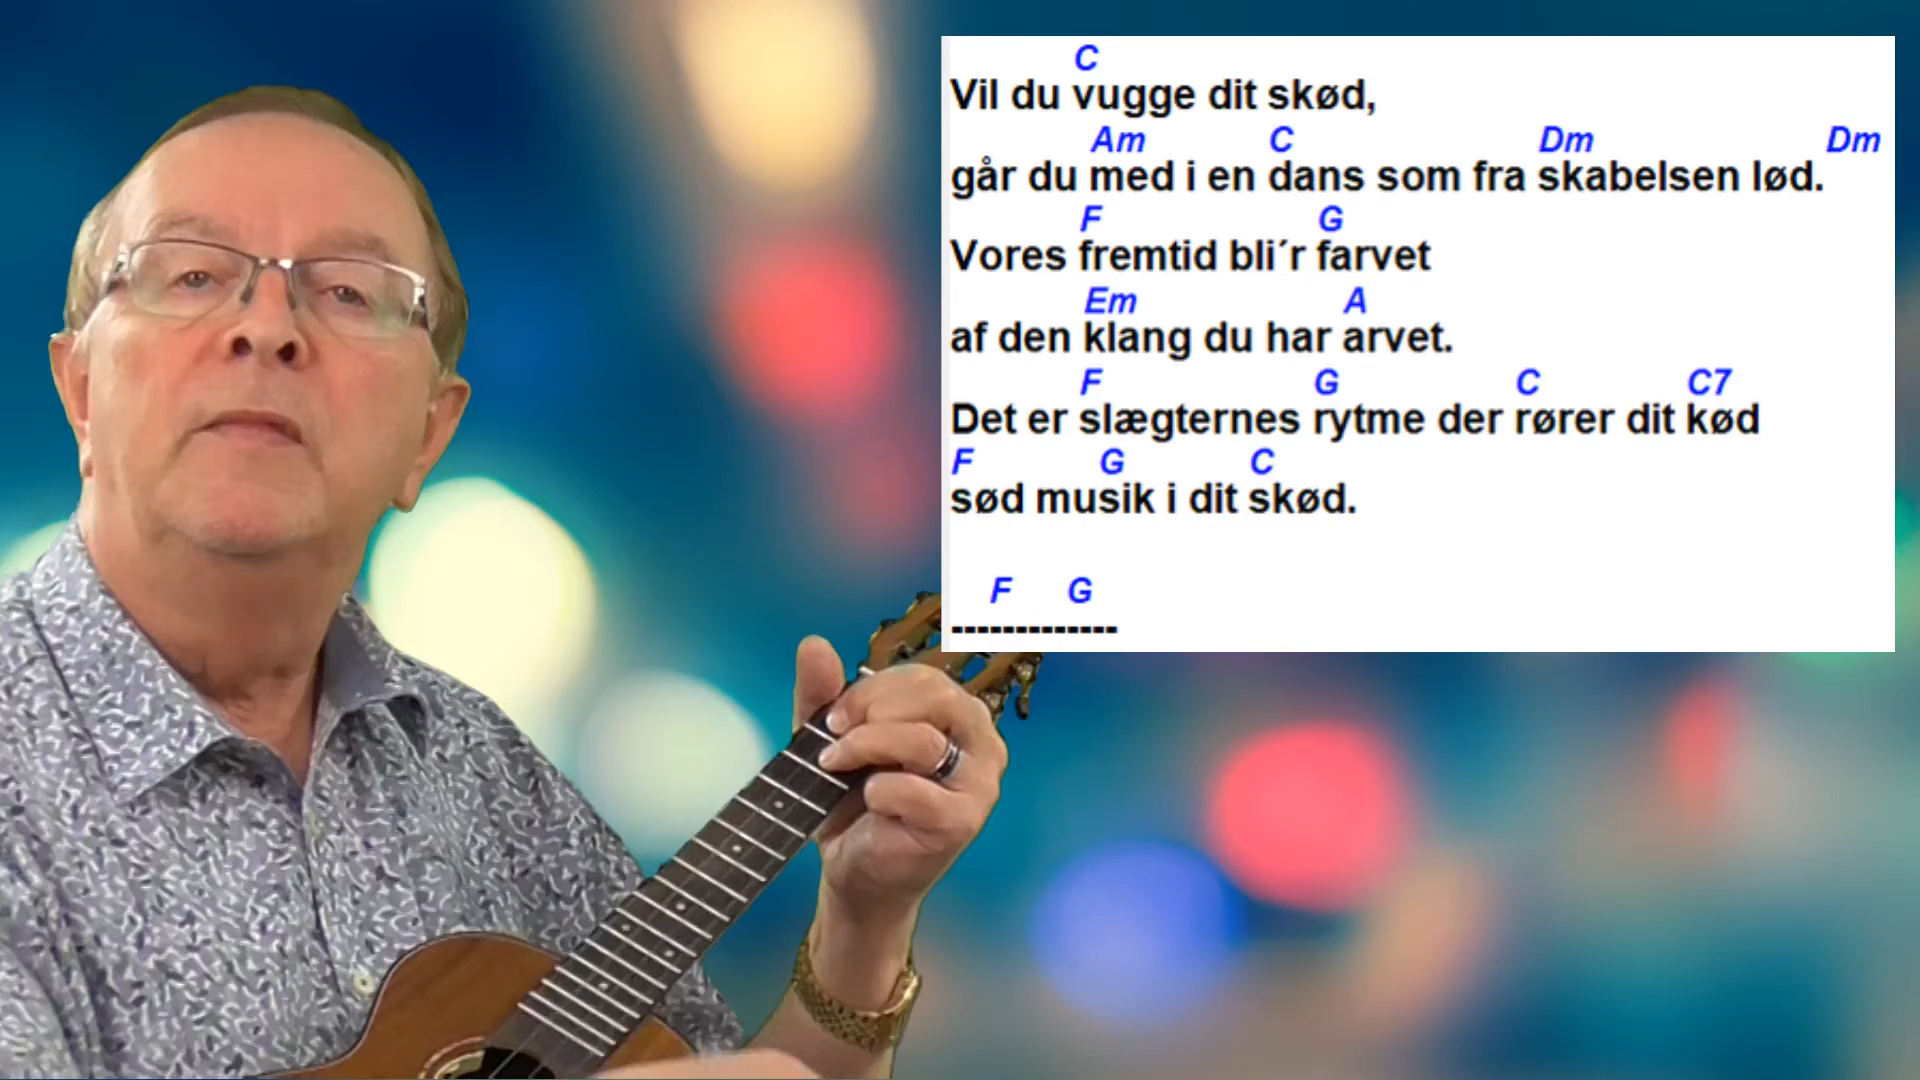 C
Vil du vugge dit skød,
Am C Dm Dm
går du med i en dans som fra skabelsen lød.
F G
Vores fremtid bli´r farvet
Em A
af den klang du har arvet.
F G C C7
Det er slægternes rytme der rører dit kød
F G C
sød musik i dit skød.
F G
-------------